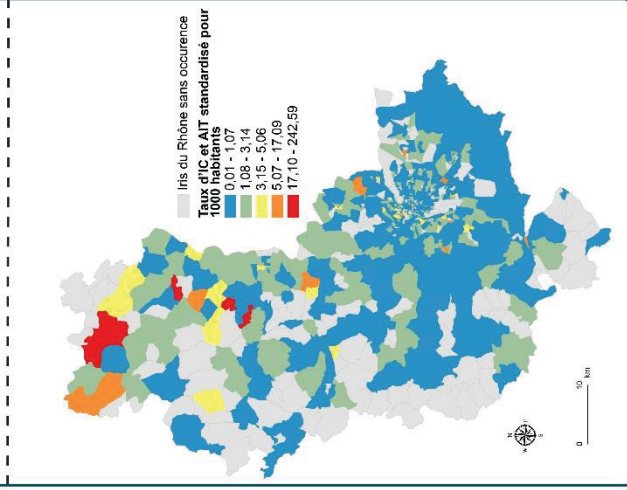 Iris du Rhône sans occurence
Taux d'IC et AIT standardisé pour
1000 habitants
0,01 - 1,07
1,08 - 3,14
3,15 - 5,06
5,07 - 17,09
17,10 - 242,59
N
W
E
S
0
10
km